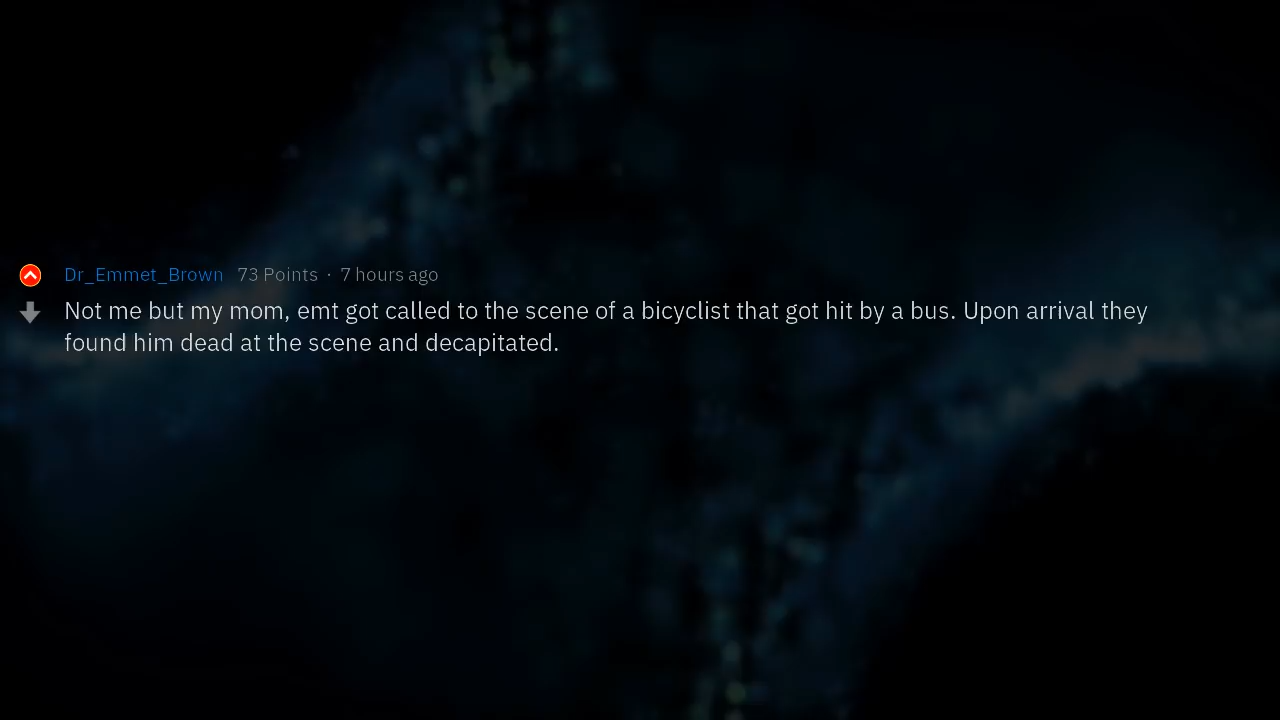 Dr_Emmet_Brown 73 Points · 7 hours ago
Not me but my mom, emt got called to the scene of a bicyclist that got hit by a bus. Upon arrival they
found him dead at the scene and decapitated.